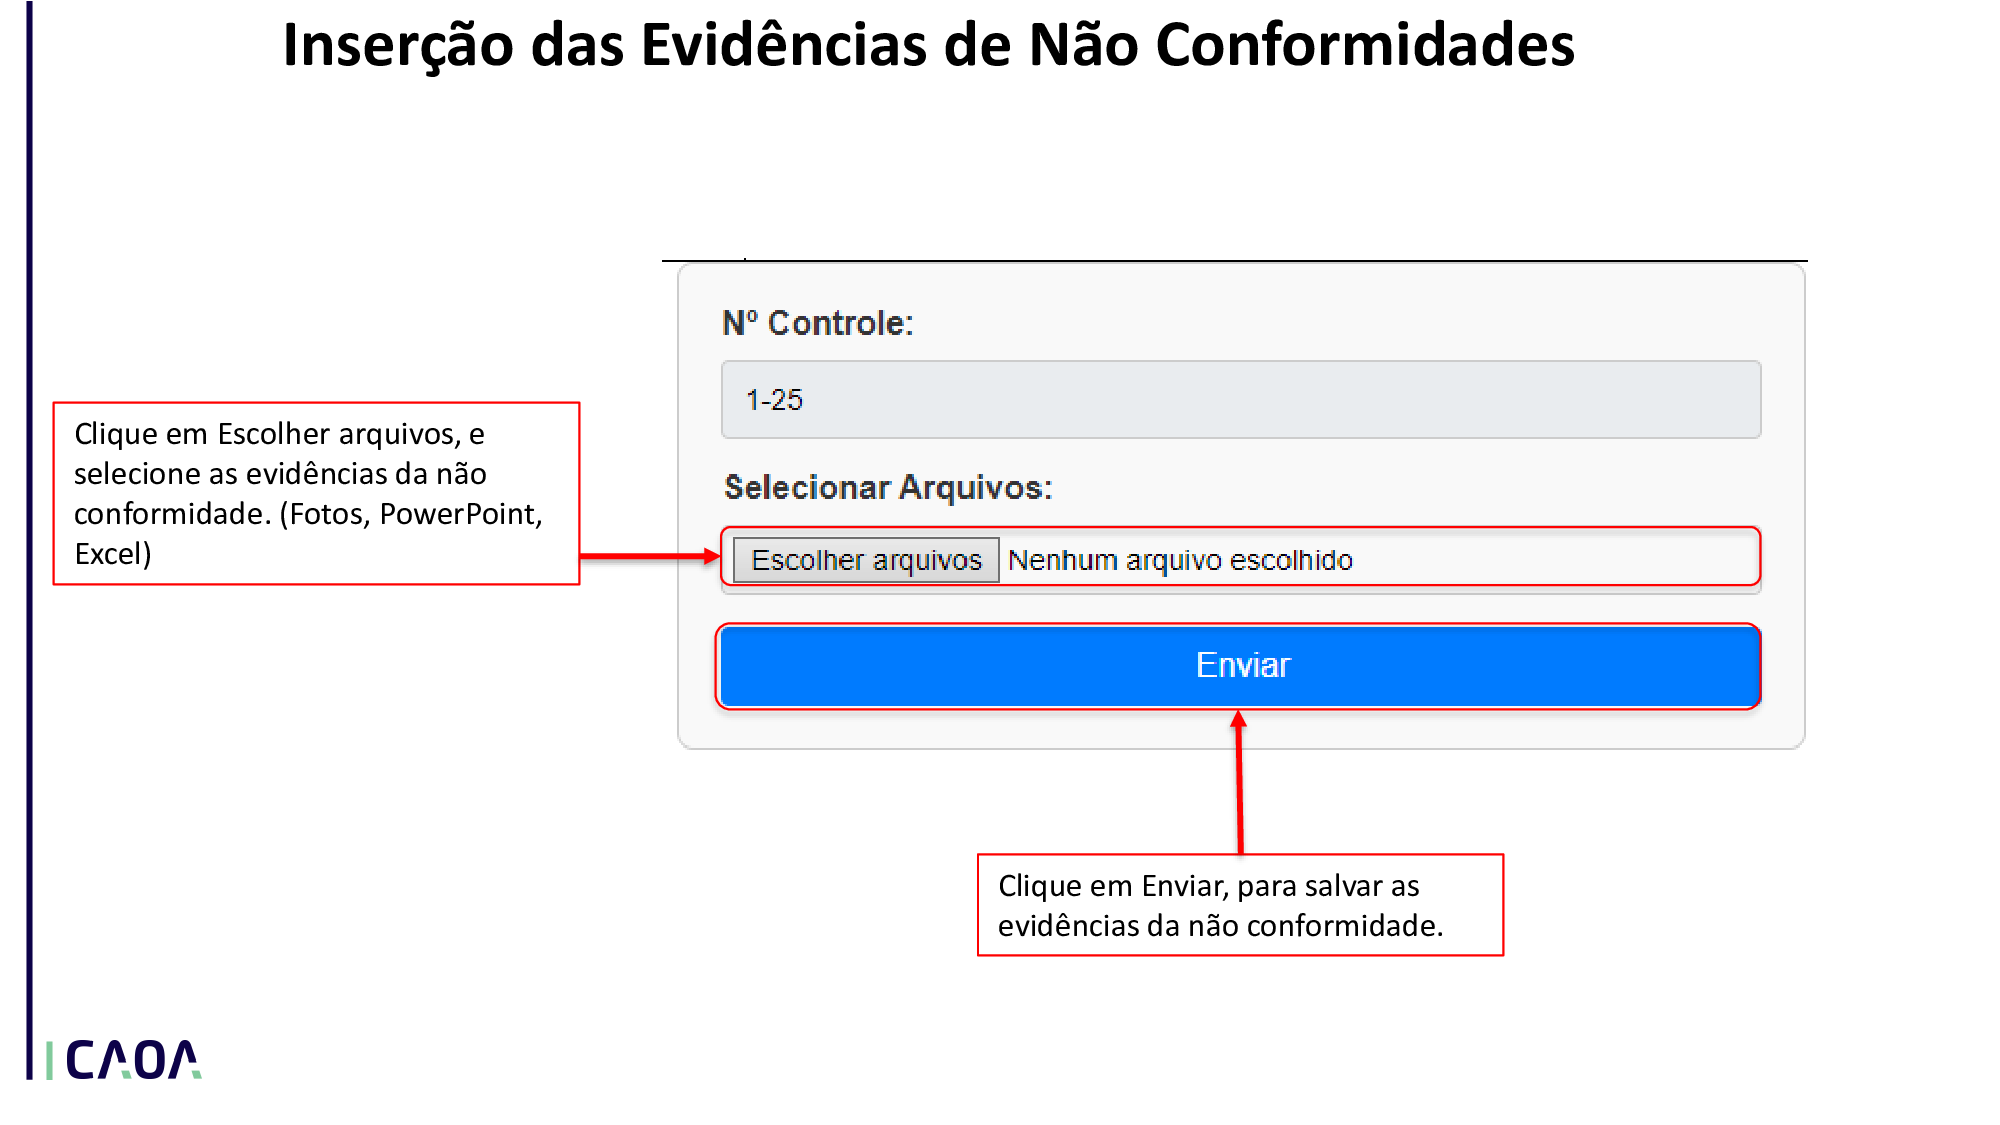 Inserção das Evidências de Não Conformidades
Nº Controle:
1-25
Clique em Escolher arquivos, e
selecione as evidências da não
conformidade. (Fotos, PowerPoint,
Excel)
Selecionar Arquivos:
Escolher arquivos Nenhum arquivo escolhido
Enviar
Clique em Enviar, para salvar as
evidências da não conformidade.
CAOA